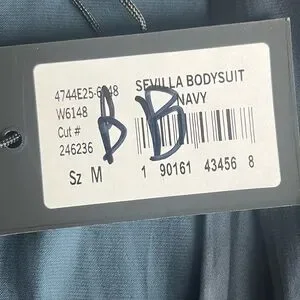 4744E25-6148 SEVILLA BODYSUIT
W6148 NAVY
Cut #
246236
B B
Sz M 1 90161 43456 8